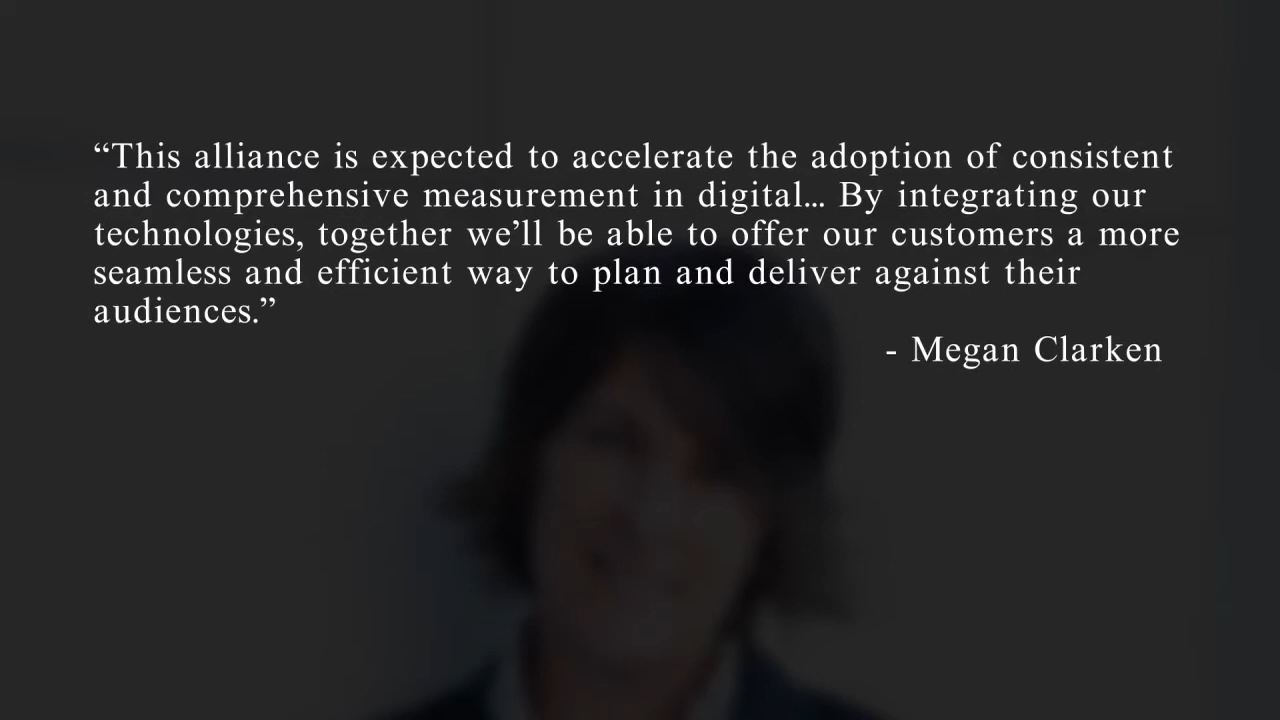 “This alliance is expected to accelerate the adoption of consistent
and comprehensive measurement in digital... By integrating our
technologies, together we’ll be able to offer our customers a more
seamless and efficient way to plan and deliver against their
audiences.”
- Megan Clarken